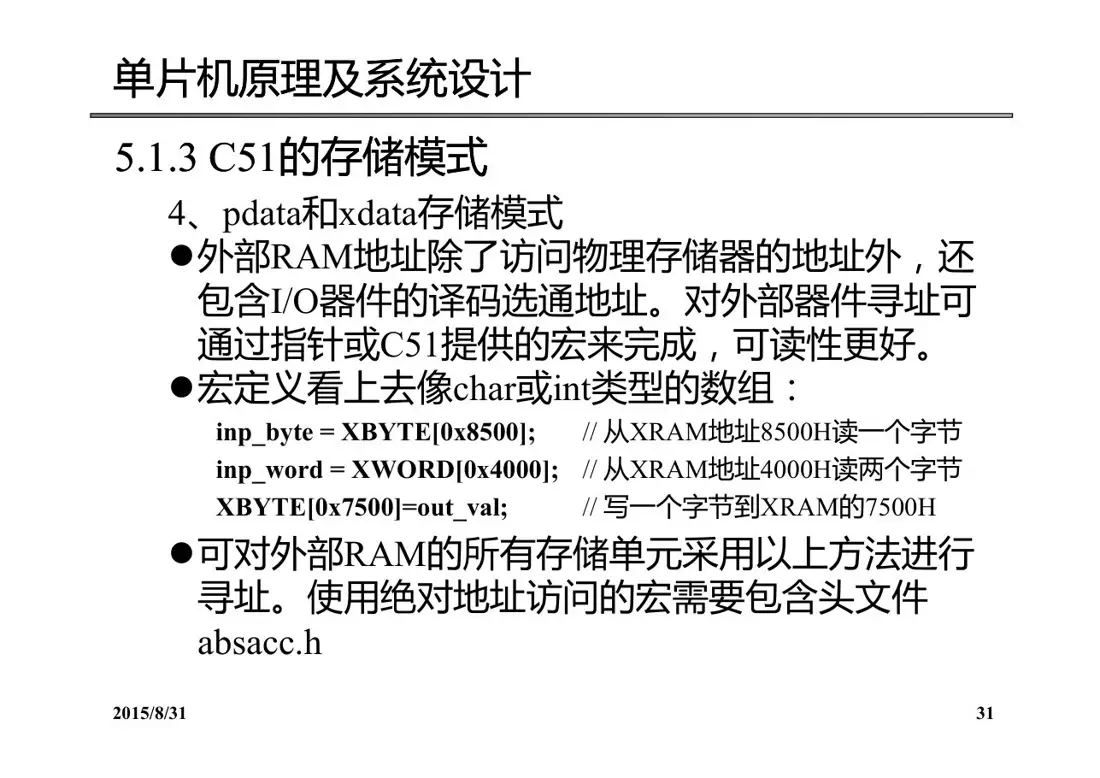 单片机原理及系统设计
5.1.3 C51的存储模式
4、pdata和xdata存储模式
●外部RAM地址除了访问物理存储器的地址外，还
包含I/O器件的译码选通地址。对外部器件寻址可
通过指针或C51提供的宏来完成，可读性更好。
●宏定义看上去像char或int类型的数组：
inp_byte = XBYTE[0x8500]; // 从XRAM地址8500H读一个字节
inp_word = XWORD[0x4000]; // 从XRAM地址4000H读两个字节
XBYTE[0x7500]=out_val; // 写一个字节到XRAM的7500H
●可对外部RAM的所有存储单元采用以上方法进行
寻址。使用绝对地址访问的宏需要包含头文件
absacc.h
2015/8/31 31